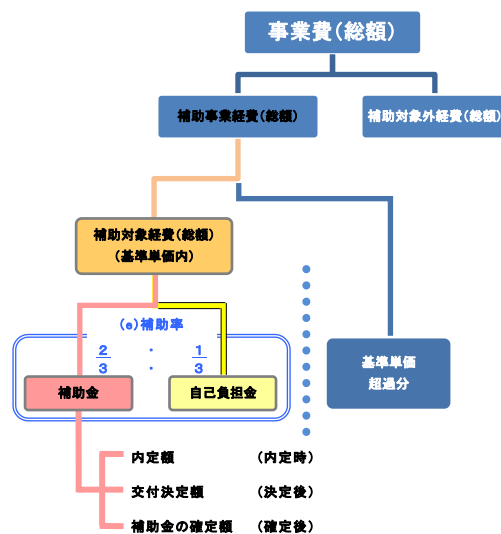 事業費（総額）
補助事業経費（総額）
補助対象外経費（総額）
補助対象経費（総額）
（基準単価内）
（e）補助率
2/3 ： 1/3
補助金
自己負担金
基準単価
超過分
内定額 （内定時）
交付決定額 （決定後）
補助金の確定額 （確定後）